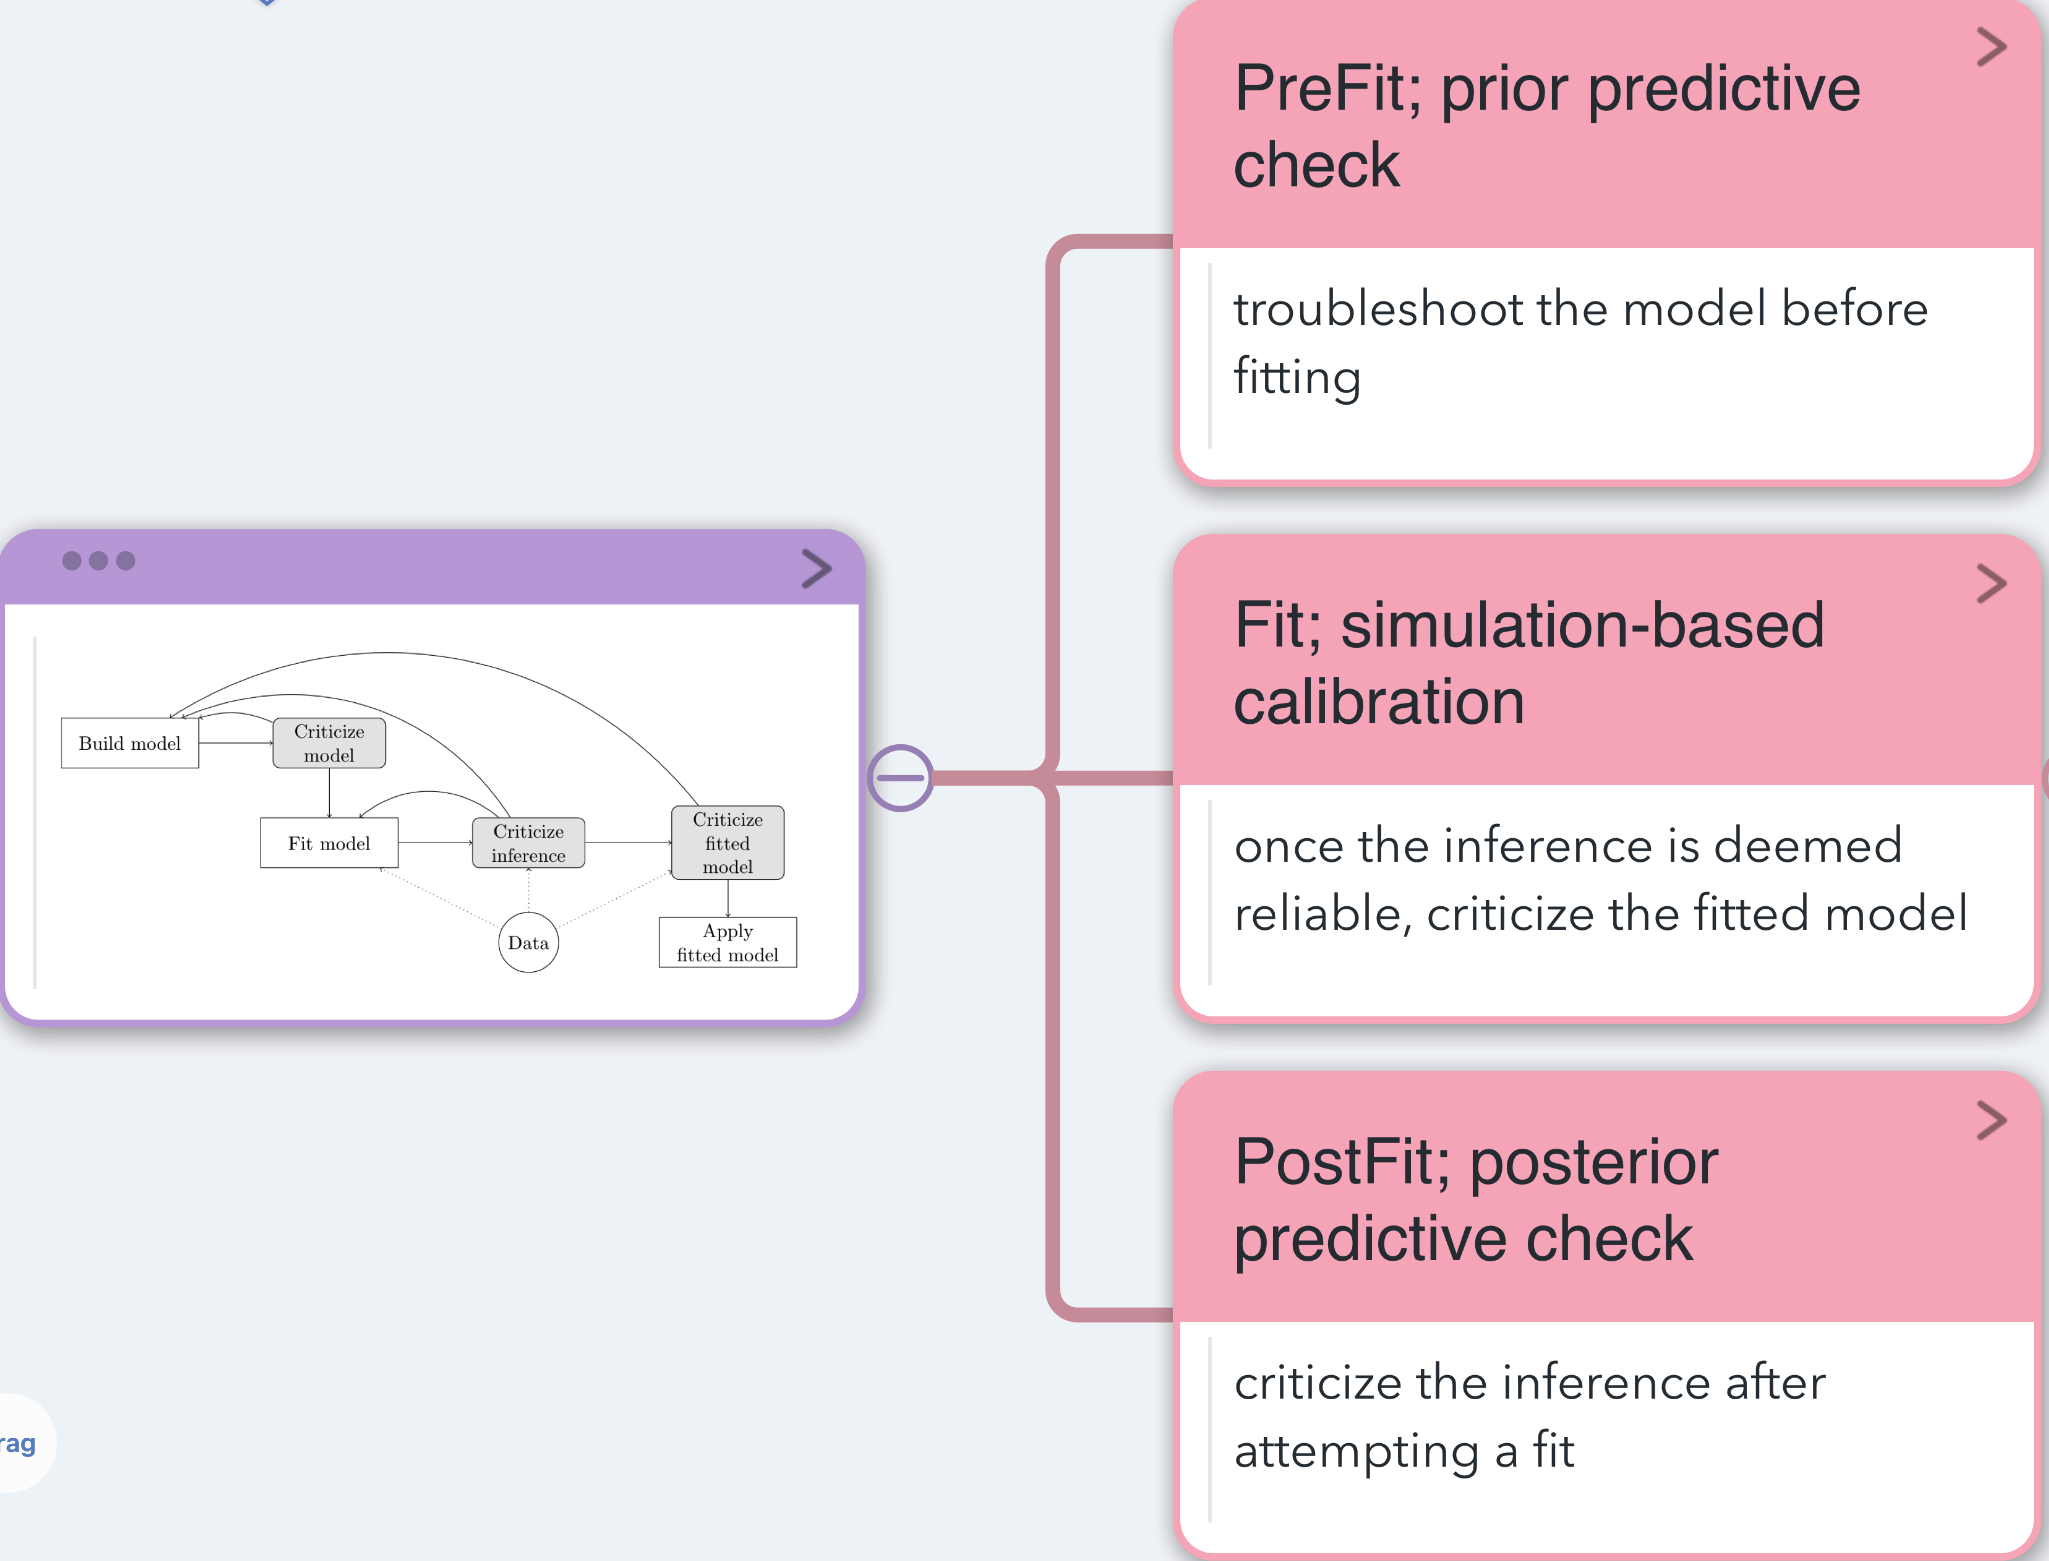 PreFit; prior predictive
check
troubleshoot the model before
fitting
Build model
Criticize
model
Fit model
Criticize
inference
Criticize
fitted
model
Data
Apply
fitted model
Fit; simulation-based
calibration
once the inference is deemed
reliable, criticize the fitted model
PostFit; posterior
predictive check
criticize the inference after
attempting a fit
rag